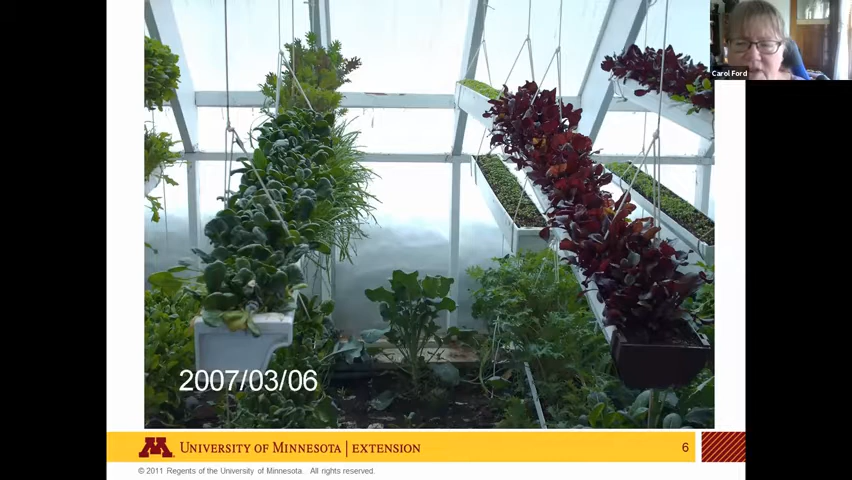 Carol Ford
2007/03/06
M UNIVERSITY OF MINNESOTA | EXTENSION
6
© 2011 Regents of the University of Minnesota. All rights reserved.